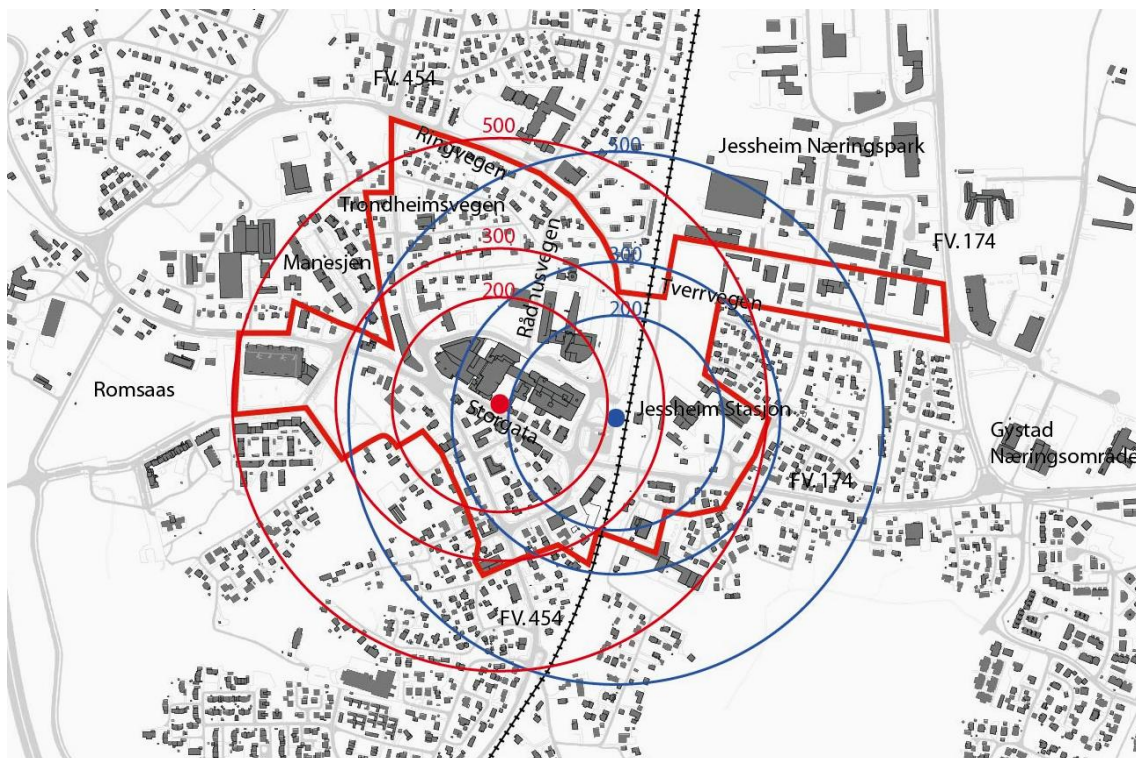 FV. 454
500
Ringvegen
500
Jessheim Næringspark
Trondheimsvegen
Rådhusvegen
300
FV. 174
Manesjen
300
Tverrvegen
200
200
Romsaas
Storgata
Jessheim Stasjon
Gystad
Næringsområde
FV. 174
FV. 454